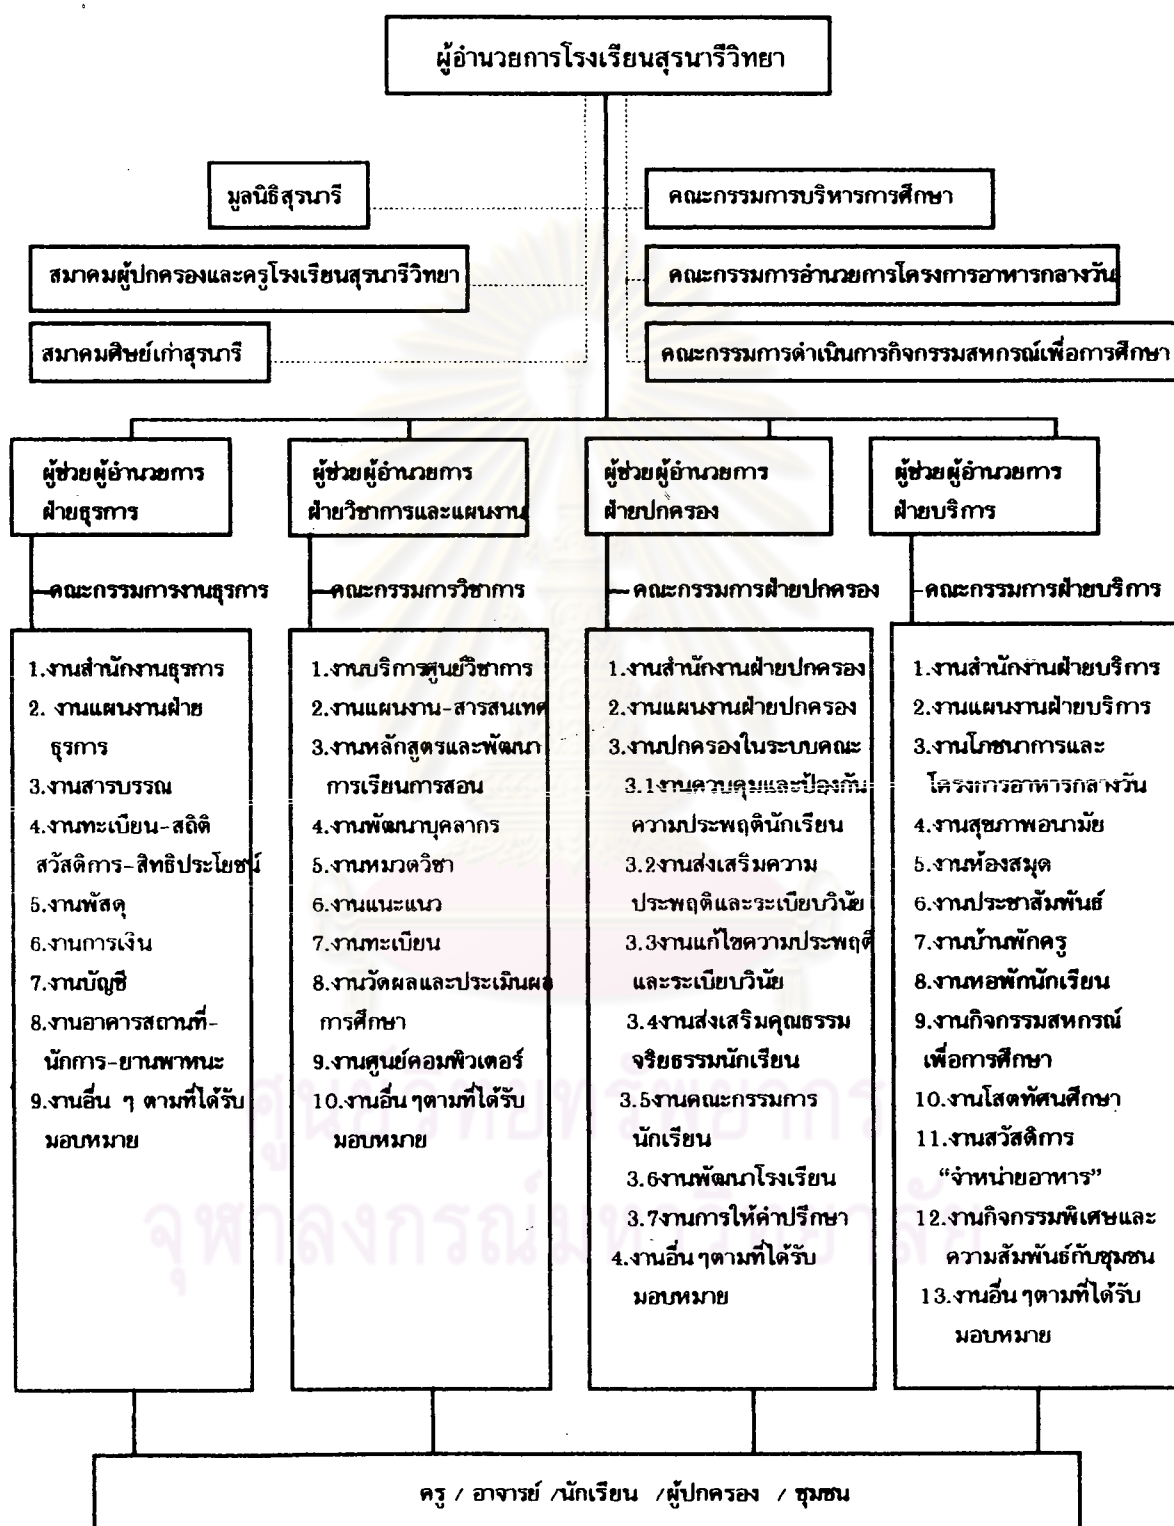 ผู้อำนวยการโรงเรียนสุรนารีวิทยา
มูลนิธิสุรนารี
คณะกรรมการบริหารการศึกษา
สมาคมผู้ปกครองและครูโรงเรียนสุรนารีวิทยา
คณะกรรมการอำนวยการโครงการอาหารกลางวัน
สมาคมศิษย์เก่าสุรนารี
คณะกรรมการดำเนินการกิจกรรมสหกรณ์เพื่อการศึกษา
ผู้ช่วยผู้อำนวยการ
ฝ่ายธุรการ
คณะกรรมการงานธุรการ
1.งานสำนักงานธุรการ
2. งานแผนงานฝ่าย
ธุรการ
3.งานสารบรรณ
4.งานทะเบียน-สถิติ
สวัสดิการ-สิทธิประโยชน์
5.งานพัสดุ
6.งานการเงิน
7.งานบัญชี
8.งานอาคารสถานที่-
นักการ-ยานพาหนะ
9.งานอื่น ๆ ตามที่ได้รับ
มอบหมาย
ผู้ช่วยผู้อำนวยการ
ฝ่ายวิชาการและแผนงาน
คณะกรรมการวิชาการ
1.งานบริการศูนย์วิชาการ
2.งานแผนงาน-สารสนเทศ
3.งานหลักสูตรและพัฒนา
การเรียนการสอน
4.งานพัฒนาบุคลากร
5.งานหมวดวิชา
6.งานแนะแนว
7.งานทะเบียน
8.งานวัดผลและประเมินผล
การศึกษา
9.งานศูนย์คอมพิวเตอร์
10.งานอื่น ๆตามที่ได้รับ
มอบหมาย
ผู้ช่วยผู้อำนวยการ
ฝ่ายปกครอง
คณะกรรมการฝ่ายปกครอง
1.งานสำนักงานฝ่ายปกครอง
2.งานแผนงานฝ่ายปกครอง
3.งานปกครองในระบบคณะ
3.1งานควบคุมและป้องกัน
ความประพฤตินักเรียน
3.2งานส่งเสริมความ
ประพฤติและระเบียบวินัย
3.3งานแก้ไขความประพฤติ
และระเบียบวินัย
3.4งานส่งเสริมคุณธรรม
จริยธรรมนักเรียน
3.5งานคณะกรรมการ
นักเรียน
3.6งานพัฒนาโรงเรียน
3.7งานการให้คำปรึกษา
4.งานอื่น ๆตามที่ได้รับ
มอบหมาย
ผู้ช่วยผู้อำนวยการ
ฝ่ายบริการ
คณะกรรมการฝ่ายบริการ
1.งานสำนักงานฝ่ายบริการ
2.งานแผนงานฝ่ายบริการ
3.งานโภชนาการและ
โครงการอาหารกลางวัน
4.งานสุขภาพอนามัย
5.งานห้องสมุด
6.งานประชาสัมพันธ์
7.งานบ้านพักครู
8.งานหอพักนักเรียน
9.งานกิจกรรมสหกรณ์
เพื่อการศึกษา
10.งานโสตทัศนศึกษา
11.งานสวัสดิการ
“จำหน่ายอาหาร”
12.งานกิจกรรมพิเศษและ
ความสัมพันธ์กับชุมชน
13.งานอื่น ๆตามที่ได้รับ
มอบหมาย
ครู / อาจารย์ /นักเรียน /ผู้ปกครอง / ชุมชน
ศูนย์วิทยทรัพยากร
จุฬาลงกรณ์มหาวิทยาลัย